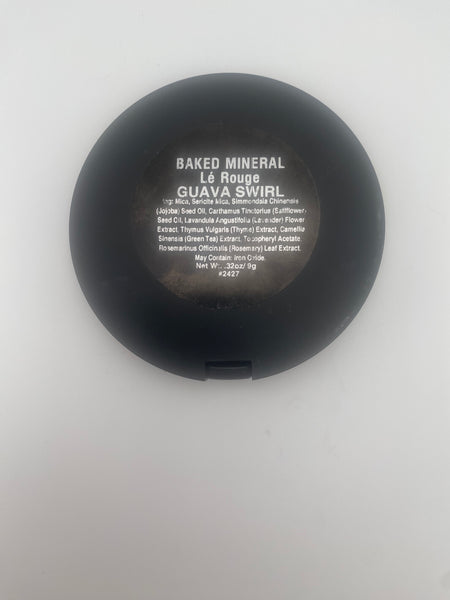 BAKED MINERAL
Lé Rouge
GUAVA SWIRL
Ing: Mica, Sericite Mica, Simmondsia Chinensis
(Jojoba) Seed Oil, Carthamus Tinctorius (Safflower)
Seed Oil, Lavandula Angustifolia (Lavender) Flower
Extract, Thymus Vulgaris (Thyme) Extract, Camellia
Sinensis (Green Tea) Extract, Tocopheryl Acetate
Rosemarinus Officinalis (Rosemary) Leaf Extract.
May Contain: Iron Oxide.
Net Wt: .32oz/ 9g
#2427